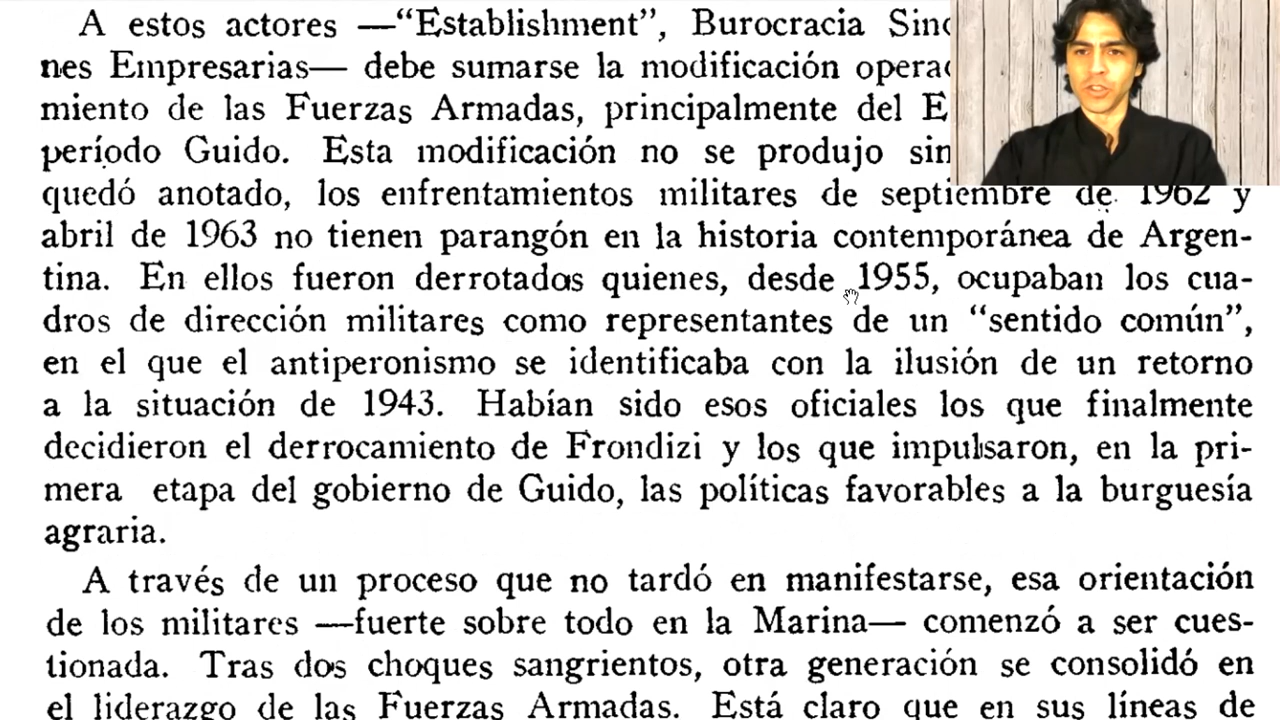 A estos actores —“Establishment”, Burocracia
nes Empresarias— debe sumarse la modificación
miento de las Fuerzas Armadas, principalmente del
período Guido. Esta modificación no se produjo
quedó anotado, los enfrentamientos militares de septiembre de 1962 y
abril de 1963 no tienen parangón en la historia contemporánea de Argen-
tina. En ellos fueron derrotados quienes, desde 1955, ocupaban los cua-
dros de dirección militares como representantes de un “sentido común”,
en el que el antiperonismo se identificaba con la ilusión de un retorno
a la situación de 1943. Habían sido esos oficiales los que finalmente
decidieron el derrocamiento de Frondizi y los que impulsaron, en la pri-
mera etapa del gobierno de Guido, las políticas favorables a la burguesía
agraria.
A través de un proceso que no tardó en manifestarse, esa orientación
de los militares —fuerte sobre todo en la Marina— comenzó a ser cues-
tionada. Tras dos choques sangrientos, otra generación se consolidó en
el liderazgo de las Fuerzas Armadas. Está claro que en sus líneas de